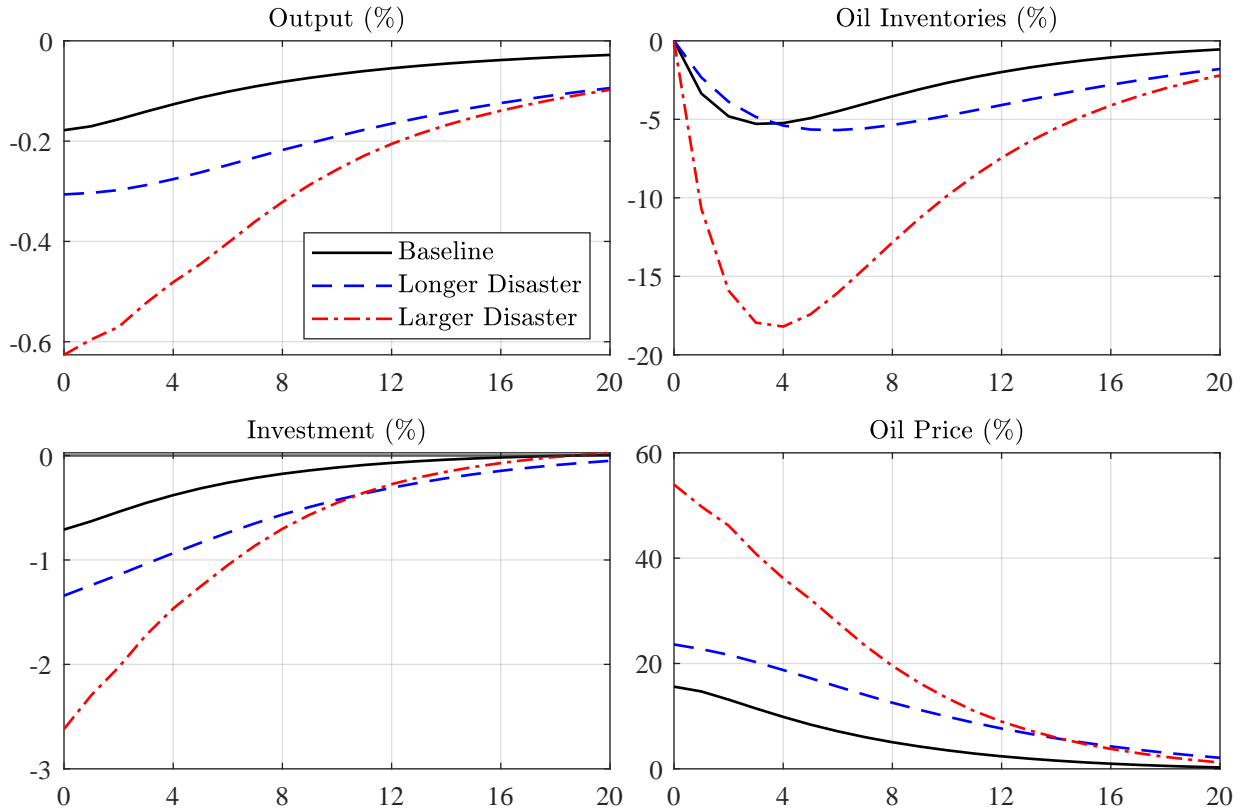 Output (%)
0
-0.2
-0.4
-0.6
0 4 8 12 16 20
Baseline
Longer Disaster
Larger Disaster
Oil Inventories (%)
0
-5
-10
-15
-20
0 4 8 12 16 20
Investment (%)
0
-1
-2
-3
0 4 8 12 16 20
Oil Price (%)
60
40
20
0
0 4 8 12 16 20